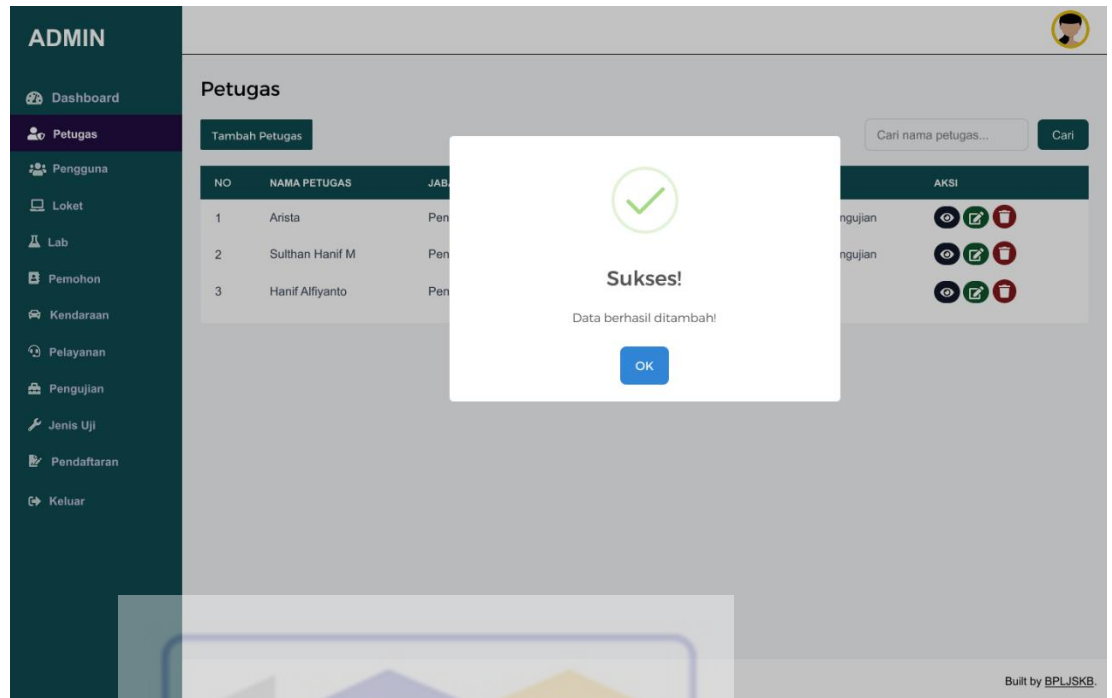 ADMIN
Dashboard
Petugas
Pengguna
Loket
Lab
Pemohon
Kendaraan
Pelayanan
Pengujian
Jenis Uji
Pendaftaran
Keluar
Petugas
Tambah Petugas
Cari nama petugas...
Cari
NO NAMA PETUGAS AKSI
1 Arista
2 Sulthan Hanif M
3 Hanif Alfiyanto
Sukses!
Data berhasil ditambah!
OK
Built by BPLJSKB.